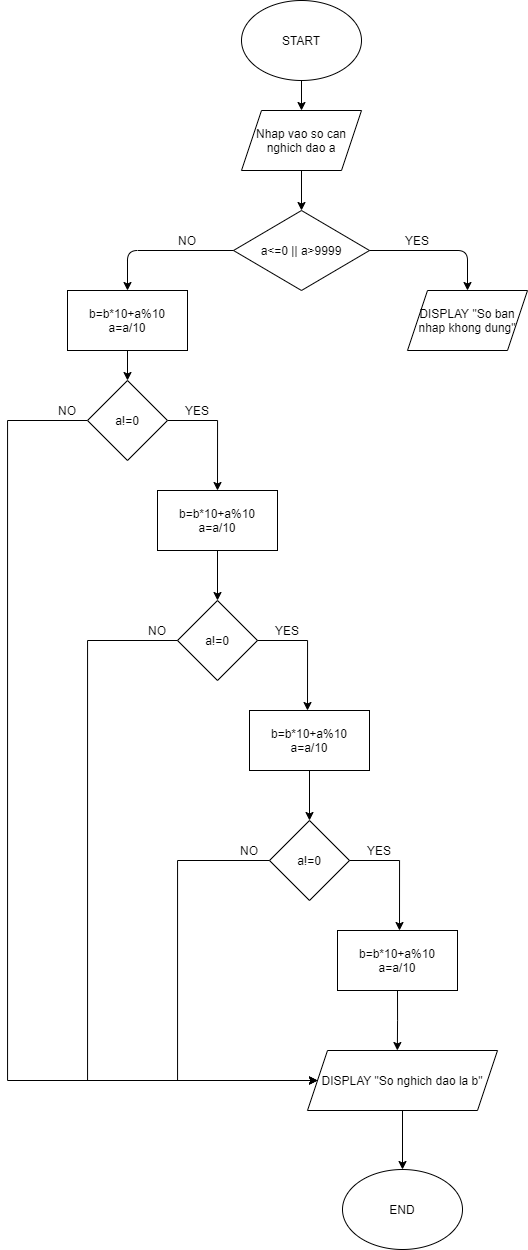 START
Nhap vao so can
nghich dao a
a<=0 || a>9999
NO
YES
b=b*10+a%10
a=a/10
DISPLAY "So ban
nhap khong dung"
NO
a!=0
YES
b=b*10+a%10
a=a/10
NO
a!=0
YES
b=b*10+a%10
a=a/10
NO
a!=0
YES
b=b*10+a%10
a=a/10
DISPLAY "So nghich dao la b"
END